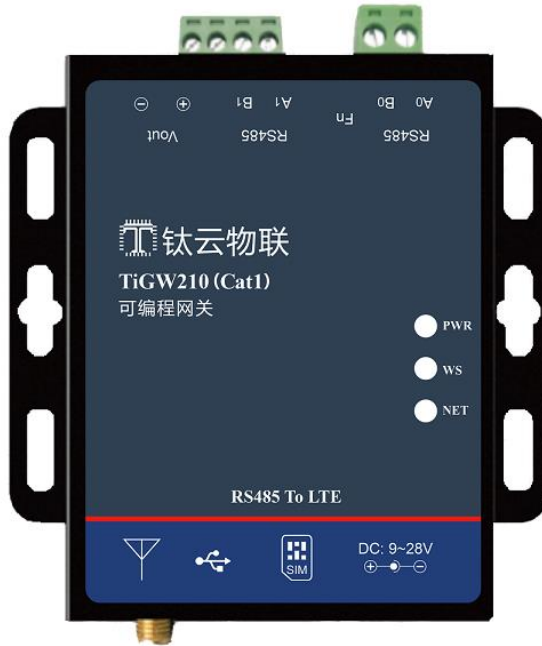 ⊖ ⊕ B1 A1 Fn B0 A0
Vout RS485 RS485
钛云物联
TiGW210 (Cat1)
可编程网关
PWR
WS
NET
RS485 To LTE
SIM
DC: 9~28V